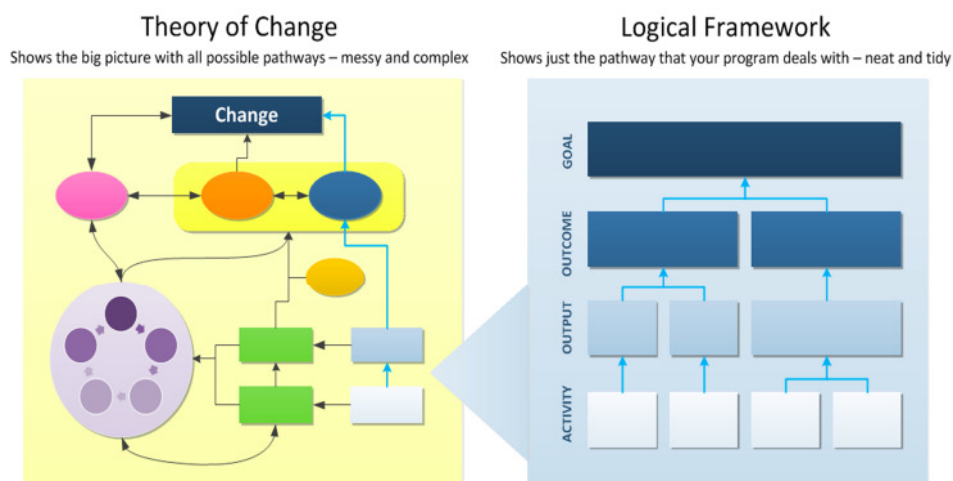 Theory of Change
Shows the big picture with all possible pathways – messy and complex
Change
Logical Framework
Shows just the pathway that your program deals with – neat and tidy
GOAL
OUTCOME
OUTPUT
ACTIVITY